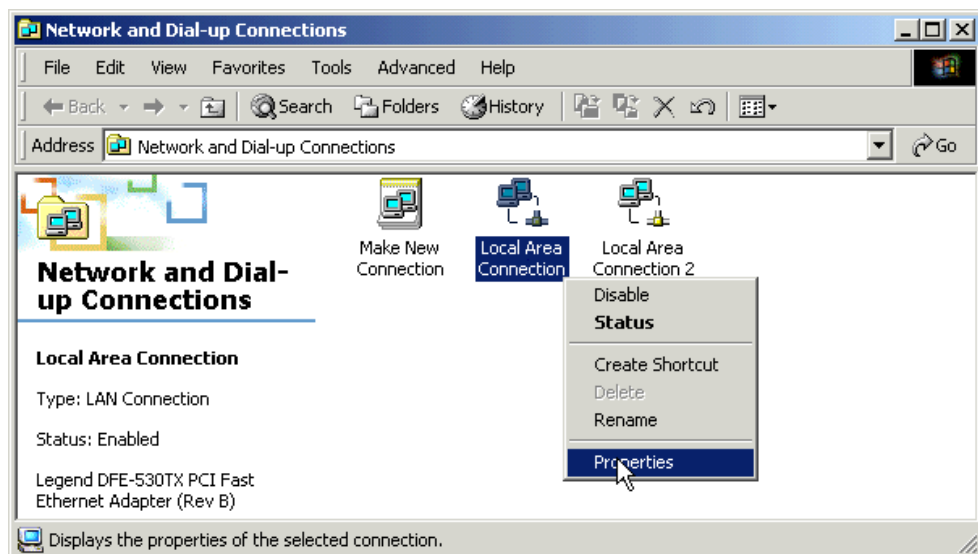 Network and Dial-up Connections
File Edit View Favorites Tools Advanced Help
Back Search Folders History
Address Network and Dial-up Connections Go
Make New
Connection
Local Area
Connection
Local Area
Connection 2
Network and Dial-
up Connections
Local Area Connection
Type: LAN Connection
Status: Enabled
Legend DFE-530TX PCI Fast
Ethernet Adapter (Rev B)
Disable
Status
Create Shortcut
Delete
Rename
Properties
Displays the properties of the selected connection.